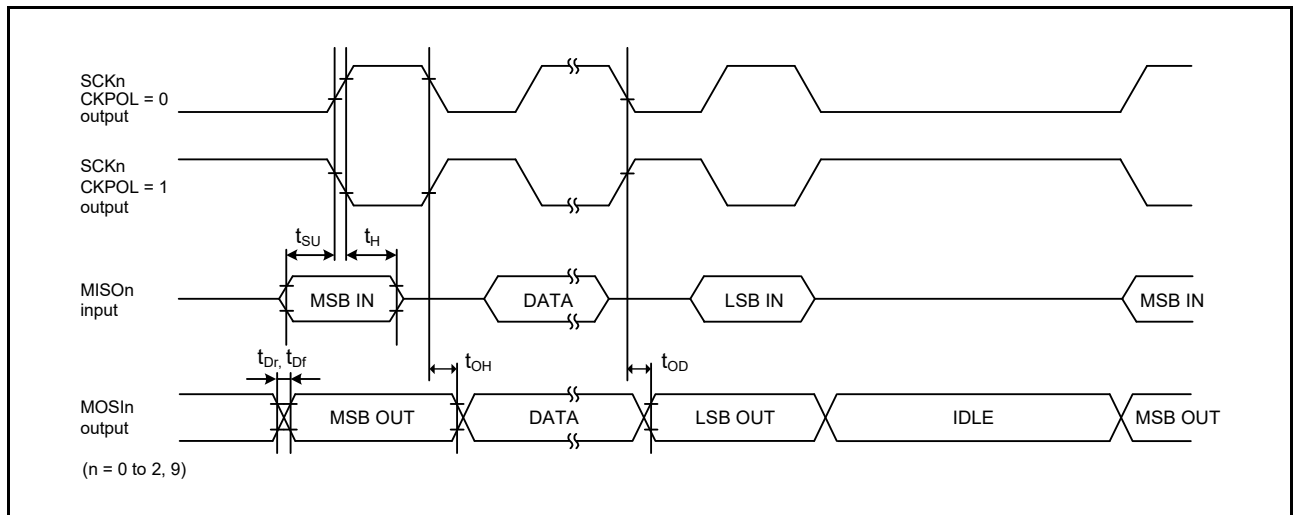 SCKn
CKPOL = 0
output
SCKn
CKPOL = 1
output
tSU
tH
MISOn
input
MSB IN
DATA
LSB IN
MSB IN
tDr, tDf
tOH
tOD
MOSIn
output
MSB OUT
DATA
LSB OUT
IDLE
MSB OUT
(n = 0 to 2, 9)